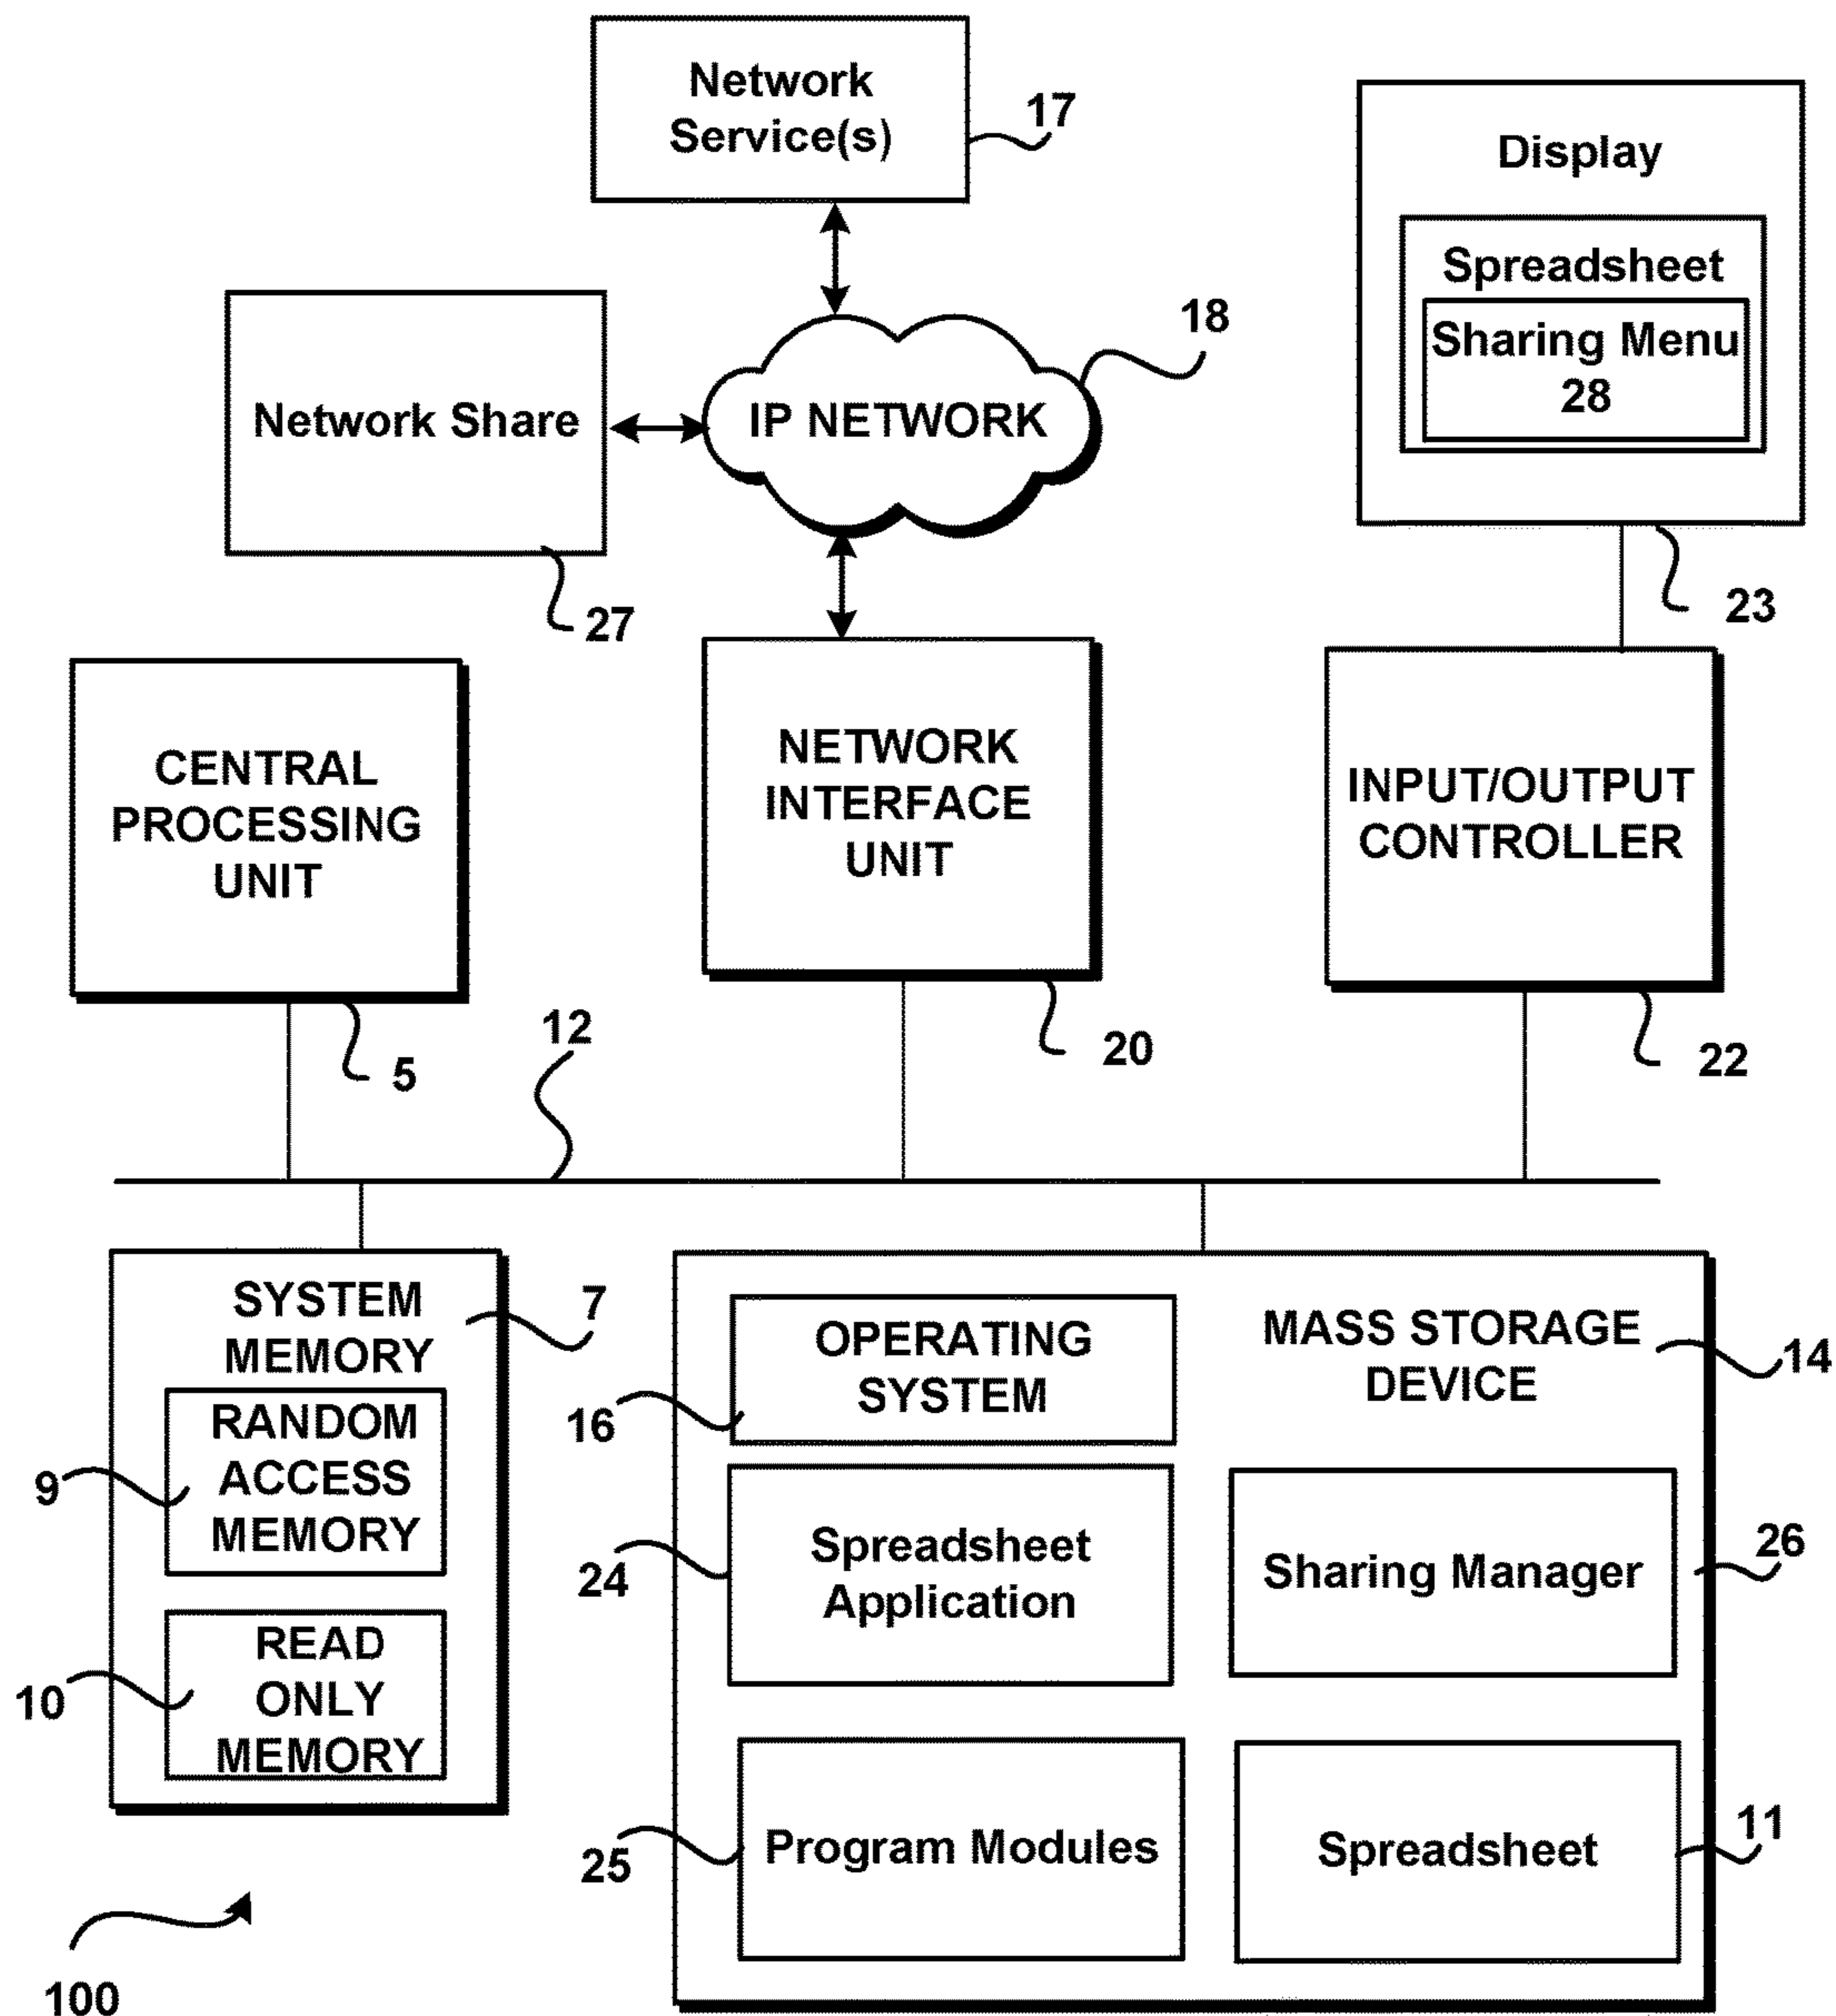 Network
Service(s)
17
Display
Spreadsheet
Sharing Menu
28
18
Network Share
IP NETWORK
27
23
CENTRAL
PROCESSING
UNIT
NETWORK
INTERFACE
UNIT
INPUT/OUTPUT
CONTROLLER
12
5
20
22
SYSTEM
MEMORY
7
RANDOM
ACCESS
MEMORY
9
READ
ONLY
MEMORY
10
OPERATING
SYSTEM
16
MASS STORAGE
DEVICE
14
Spreadsheet
Application
24
Sharing Manager
26
Program Modules
25
Spreadsheet
11
100